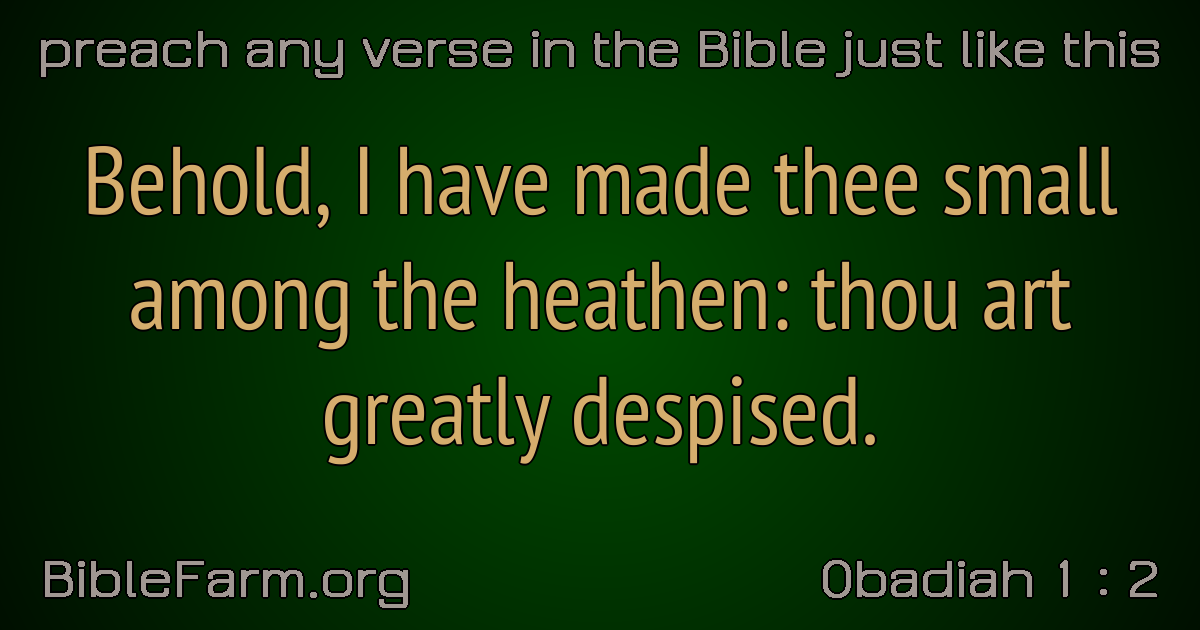 preach any verse in the Bible just like this
Behold, I have made thee small
among the heathen: thou art
greatly despised.
BibleFarm.org
Obadiah 1 : 2